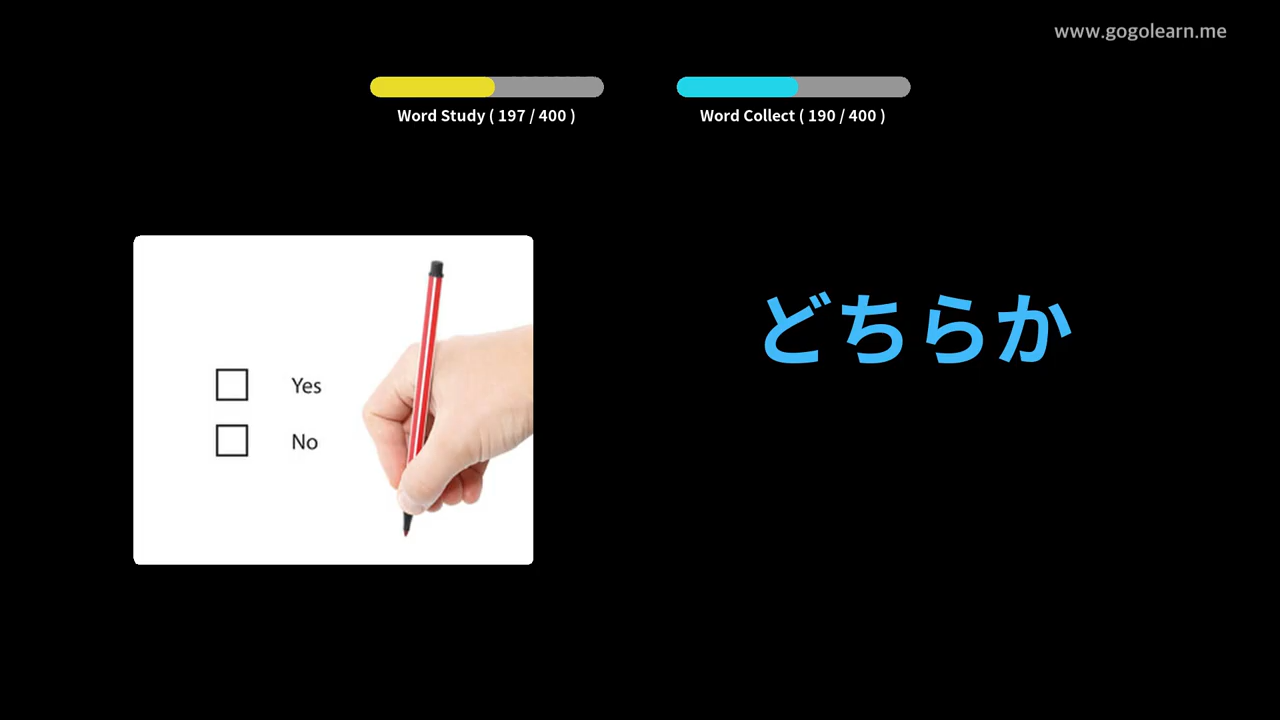 www.gogolearn.me
Word Study ( 197 / 400 )
Word Collect ( 190 / 400 )
Yes
No
どちらか